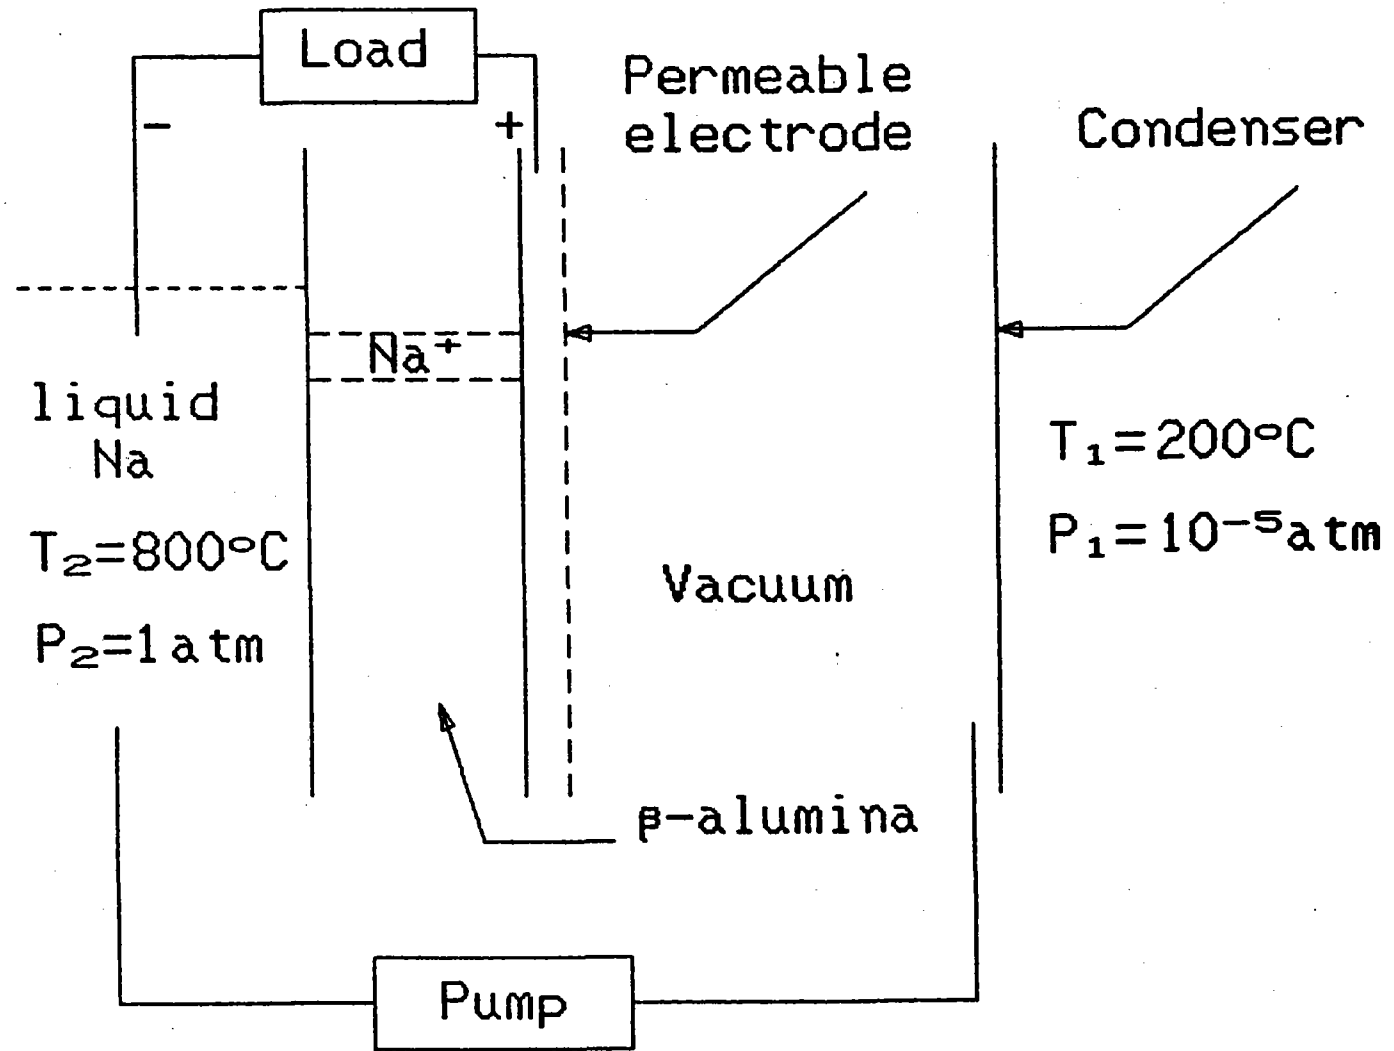 Load
−
+
Permeable
electrode
Condenser
Na⁺
liquid
Na
T₂=800°C
P₂=1atm
T₁=200°C
P₁=10⁻⁵atm
Vacuum
β-alumina
Pump